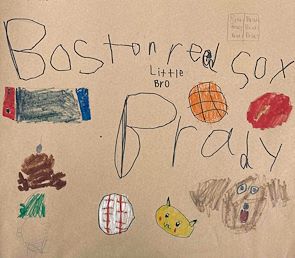 Boston red Sox
Little
Bro
Prady